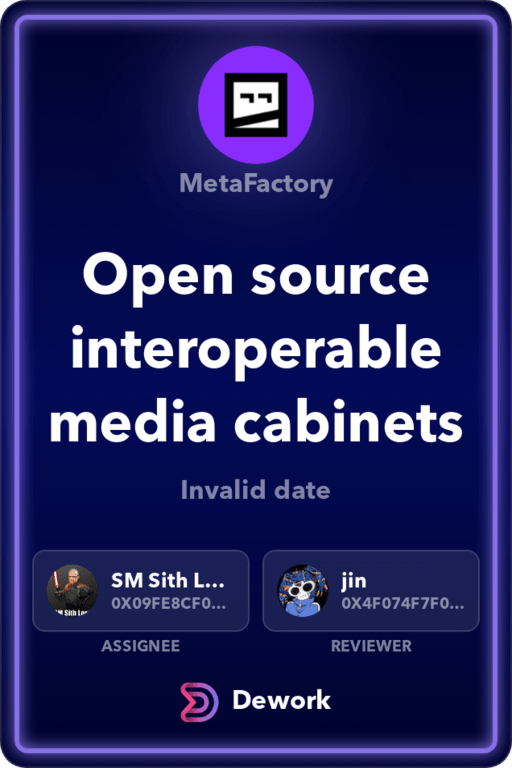 MetaFactory
Open source
interoperable
media cabinets
Invalid date
SM Sith L...
0X09FE8CF0...
jin
0X4F074F7F0...
ASSIGNEE
REVIEWER
Dework